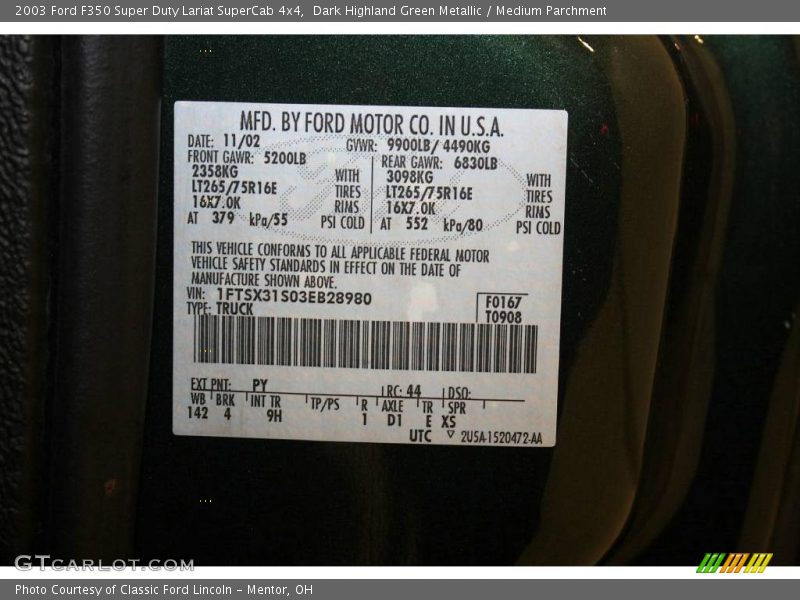 2003 Ford F350 Super Duty Lariat SuperCab 4x4, Dark Highland Green Metallic / Medium Parchment
MFD. BY FORD MOTOR CO. IN U.S.A.
DATE: 11/02 GVWR: 9900LB/ 4490KG
FRONT GAWR: 5200LB REAR GAWR: 6830LB
2358KG WITH 3098KG WITH
LT265/75R16E TIRES LT265/75R16E TIRES
16X7.0K RIMS 16X7.0K RIMS
AT 379 kPa/55 PSI COLD AT 552 kPa/80 PSI COLD
THIS VEHICLE CONFORMS TO ALL APPLICABLE FEDERAL MOTOR
VEHICLE SAFETY STANDARDS IN EFFECT ON THE DATE OF
MANUFACTURE SHOWN ABOVE.
VIN: 1FTSX31S03EB28980 F0167
TYPE: TRUCK T0908
EXT PNT: PY RC: 44 DSO:
WB BRK INT TR TP/PS R AXLE TR SPR
142 4 9H 1 D1 E XS
UTC ▽ 2U5A-1520472-AA
GTCARLOT.COM
Photo Courtesy of Classic Ford Lincoln - Mentor, OH